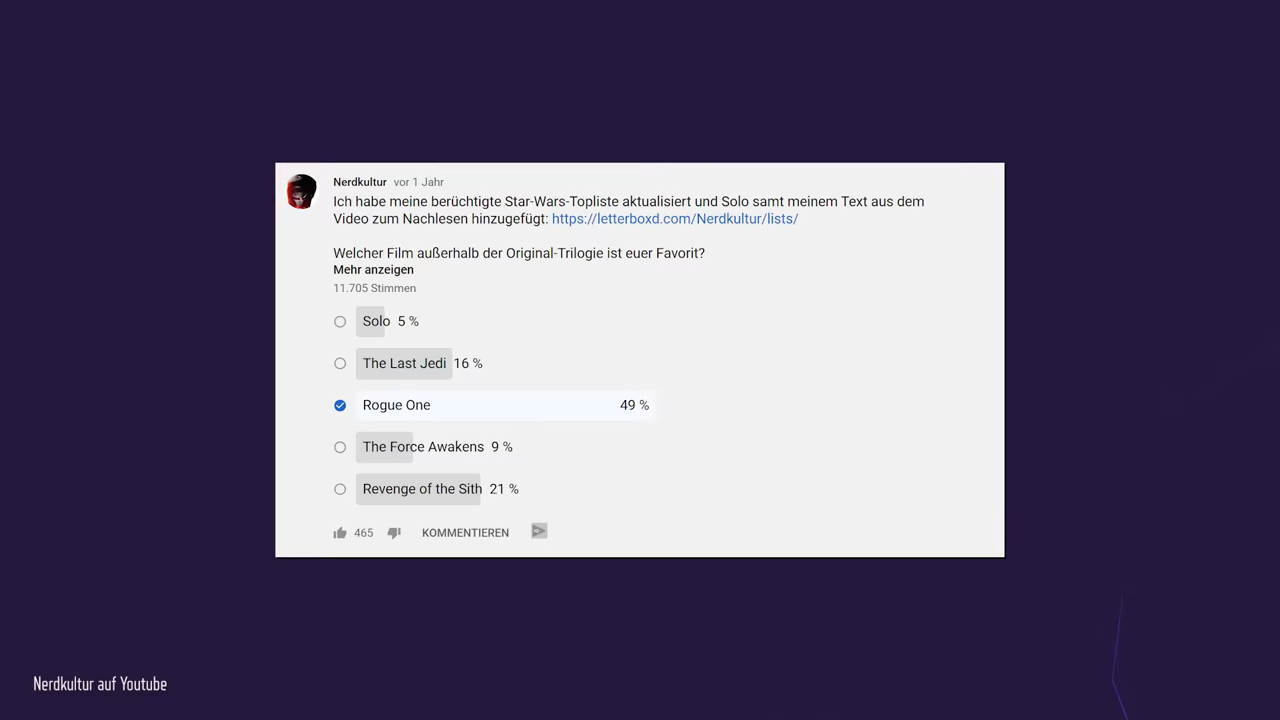 Nerdkultur vor 1 Jahr
Ich habe meine berüchtigte Star-Wars-Topliste aktualisiert und Solo samt meinem Text aus dem
Video zum Nachlesen hinzugefügt: https://letterboxd.com/Nerdkultur/lists/
Welcher Film außerhalb der Original-Trilogie ist euer Favorit?
Mehr anzeigen
11.705 Stimmen
Solo 5 %
The Last Jedi 16 %
Rogue One 49 %
The Force Awakens 9 %
Revenge of the Sith 21 %
465 KOMMENTIEREN
Nerdkultur auf Youtube